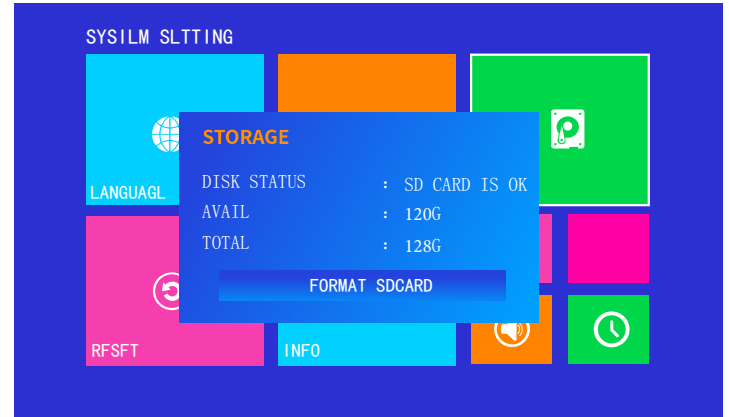 SYSILM SLTTING
STORAGE
DISK STATUS : SD CARD IS OK
AVAIL : 120G
TOTAL : 128G
FORMAT SDCARD
LANGUAGL
RFSFT
INFO